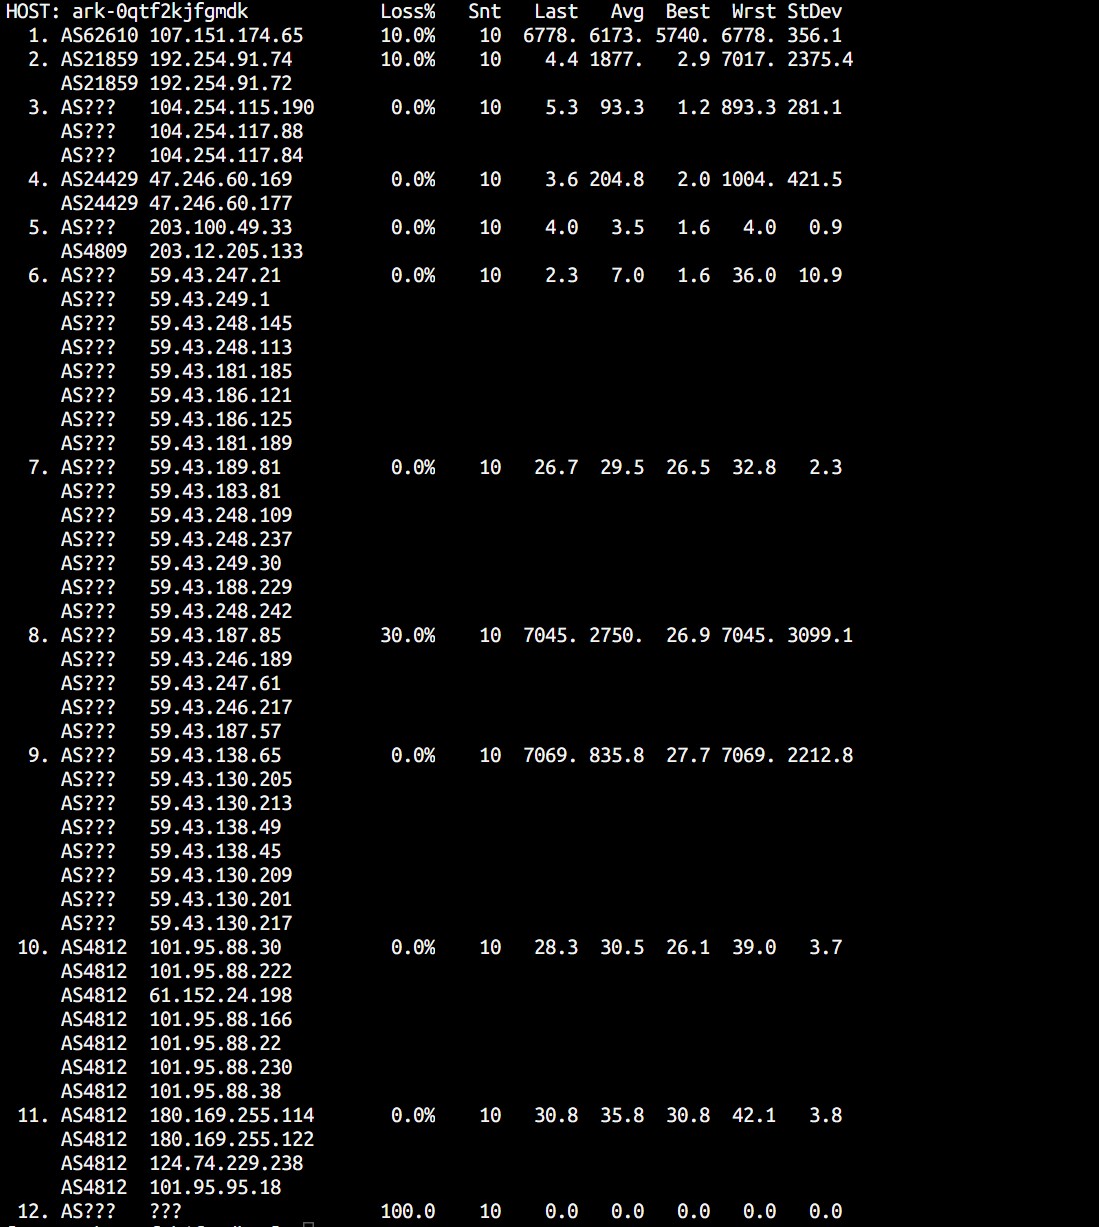 HOST: ark-0qtf2kjfgmdk Loss% Snt Last Avg Best Wrst StDev
1. AS62610 107.151.174.65 10.0% 10 6778. 6173. 5740. 6778. 356.1
2. AS21859 192.254.91.74 10.0% 10 4.4 1877. 2.9 7017. 2375.4
AS21859 192.254.91.72
3. AS??? 104.254.115.190 0.0% 10 5.3 93.3 1.2 893.3 281.1
AS??? 104.254.117.88
AS??? 104.254.117.84
4. AS24429 47.246.60.169 0.0% 10 3.6 204.8 2.0 1004. 421.5
AS24429 47.246.60.177
5. AS??? 203.100.49.33 0.0% 10 4.0 3.5 1.6 4.0 0.9
AS4809 203.12.205.133
6. AS??? 59.43.247.21 0.0% 10 2.3 7.0 1.6 36.0 10.9
AS??? 59.43.249.1
AS??? 59.43.248.145
AS??? 59.43.248.113
AS??? 59.43.181.185
AS??? 59.43.186.121
AS??? 59.43.186.125
AS??? 59.43.181.189
7. AS??? 59.43.189.81 0.0% 10 26.7 29.5 26.5 32.8 2.3
AS??? 59.43.183.81
AS??? 59.43.248.109
AS??? 59.43.248.237
AS??? 59.43.249.30
AS??? 59.43.188.229
AS??? 59.43.248.242
8. AS??? 59.43.187.85 30.0% 10 7045. 2750. 26.9 7045. 3099.1
AS??? 59.43.246.189
AS??? 59.43.247.61
AS??? 59.43.246.217
AS??? 59.43.187.57
9. AS??? 59.43.138.65 0.0% 10 7069. 835.8 27.7 7069. 2212.8
AS??? 59.43.130.205
AS??? 59.43.130.213
AS??? 59.43.138.49
AS??? 59.43.138.45
AS??? 59.43.130.209
AS??? 59.43.130.201
AS??? 59.43.130.217
10. AS4812 101.95.88.30 0.0% 10 28.3 30.5 26.1 39.0 3.7
AS4812 101.95.88.222
AS4812 61.152.24.198
AS4812 101.95.88.166
AS4812 101.95.88.22
AS4812 101.95.88.230
AS4812 101.95.88.38
11. AS4812 180.169.255.114 0.0% 10 30.8 35.8 30.8 42.1 3.8
AS4812 180.169.255.122
AS4812 124.74.229.238
AS4812 101.95.95.18
12. AS??? ??? 100.0 10 0.0 0.0 0.0 0.0 0.0